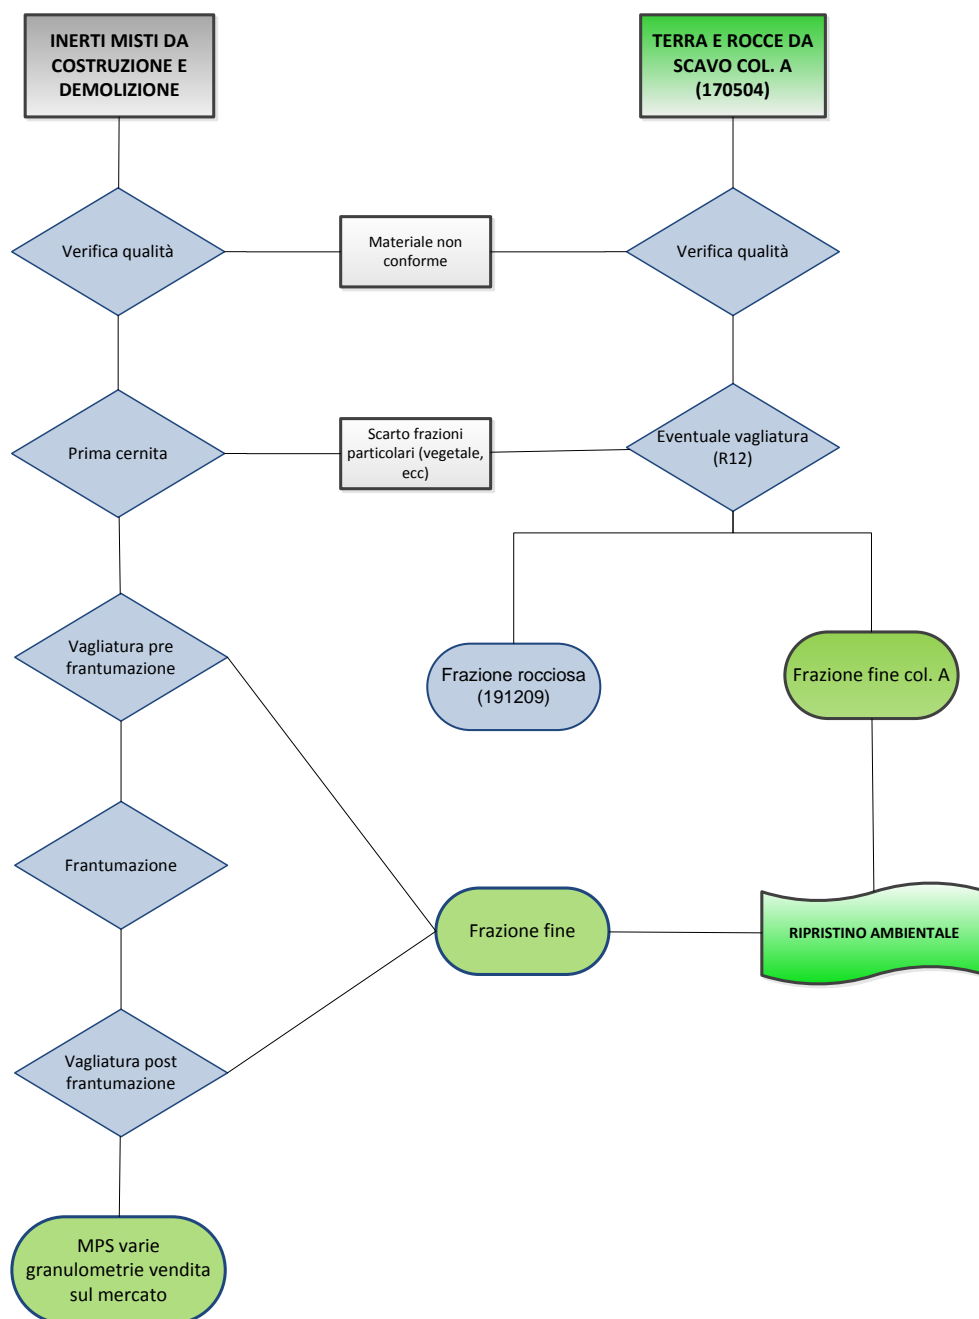 INERTI MISTI DA
COSTRUZIONE E
DEMOLIZIONE
TERRA E ROCCE DA
SCAVO COL. A
(170504)
Verifica qualità
Materiale non
conforme
Verifica qualità
Prima cernita
Scarto frazioni
particolari (vegetale,
ecc)
Eventuale vagliatura
(R12)
Vagliatura pre
frantumazione
Frazione rocciosa
(191209)
Frazione fine col. A
Frantumazione
Frazione fine
RIPRISTINO AMBIENTALE
Vagliatura post
frantumazione
MPS varie
granulometrie vendita
sul mercato